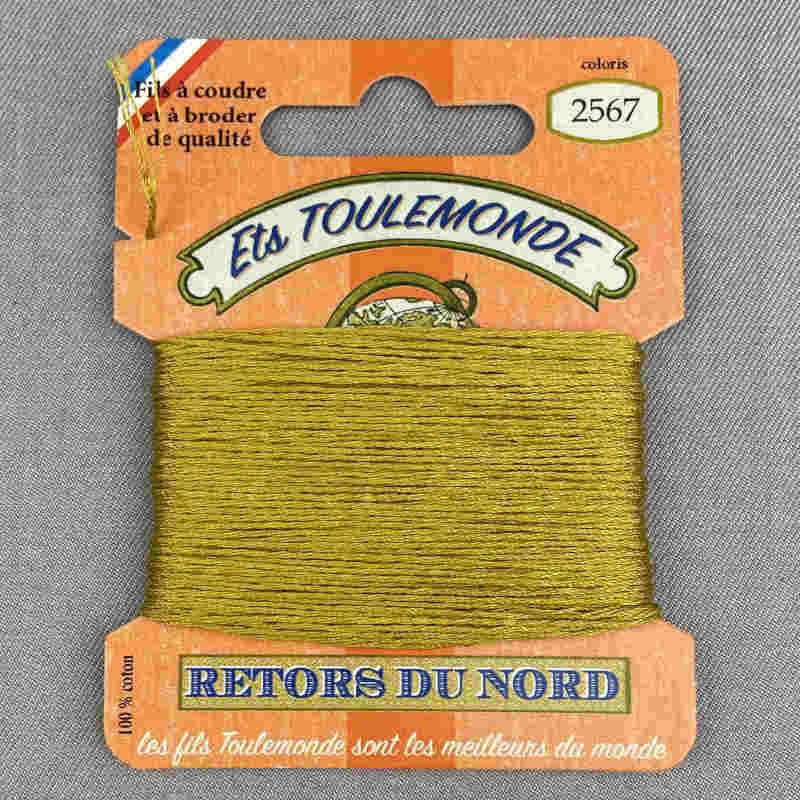 Fils à coudre
et à broder
de qualité
coloris
2567
Ets TOULEMONDE
100 % coton
RETORS DU NORD
les fils Toulemonde sont les meilleurs du monde